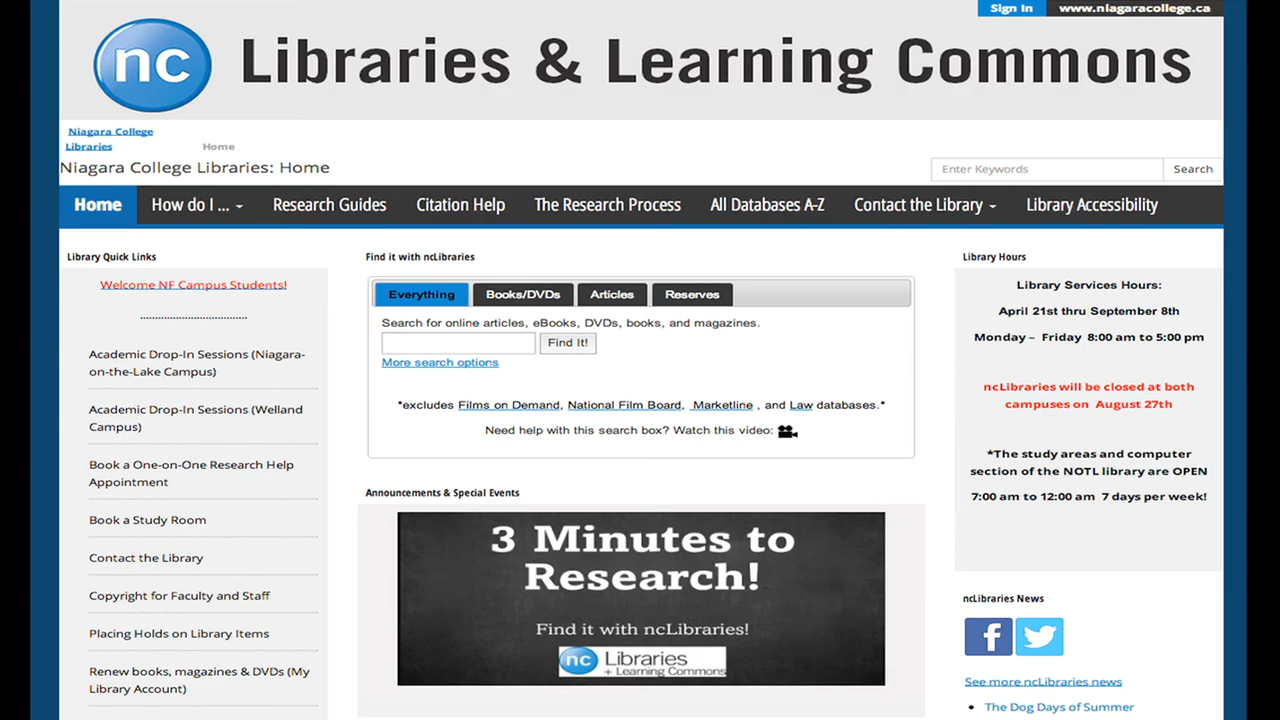 Sign In
www.niagaracollege.ca
nc
Libraries & Learning Commons
Niagara College
Libraries
Home
Niagara College Libraries: Home
Enter Keywords
Search
Home
How do I ...
Research Guides
Citation Help
The Research Process
All Databases A-Z
Contact the Library
Library Accessibility
Library Quick Links
Welcome NF Campus Students!
..................................
Academic Drop-In Sessions (Niagara-
on-the-Lake Campus)
Academic Drop-In Sessions (Welland
Campus)
Book a One-on-One Research Help
Appointment
Book a Study Room
Contact the Library
Copyright for Faculty and Staff
Placing Holds on Library Items
Renew books, magazines & DVDs (My
Library Account)
Find it with ncLibraries
Everything
Books/DVDs
Articles
Reserves
Search for online articles, eBooks, DVDs, books, and magazines.
Find It!
More search options
*excludes Films on Demand, National Film Board, Marketline , and Law databases.*
Need help with this search box? Watch this video:
Announcements & Special Events
3 Minutes to
Research!
Find it with ncLibraries!
nc
Libraries
+ Learning Commons
Library Hours
Library Services Hours:
April 21st thru September 8th
Monday – Friday 8:00 am to 5:00 pm
ncLibraries will be closed at both
campuses on August 27th
*The study areas and computer
section of the NOTL library are OPEN
7:00 am to 12:00 am 7 days per week!
ncLibraries News
f
See more ncLibraries news
The Dog Days of Summer